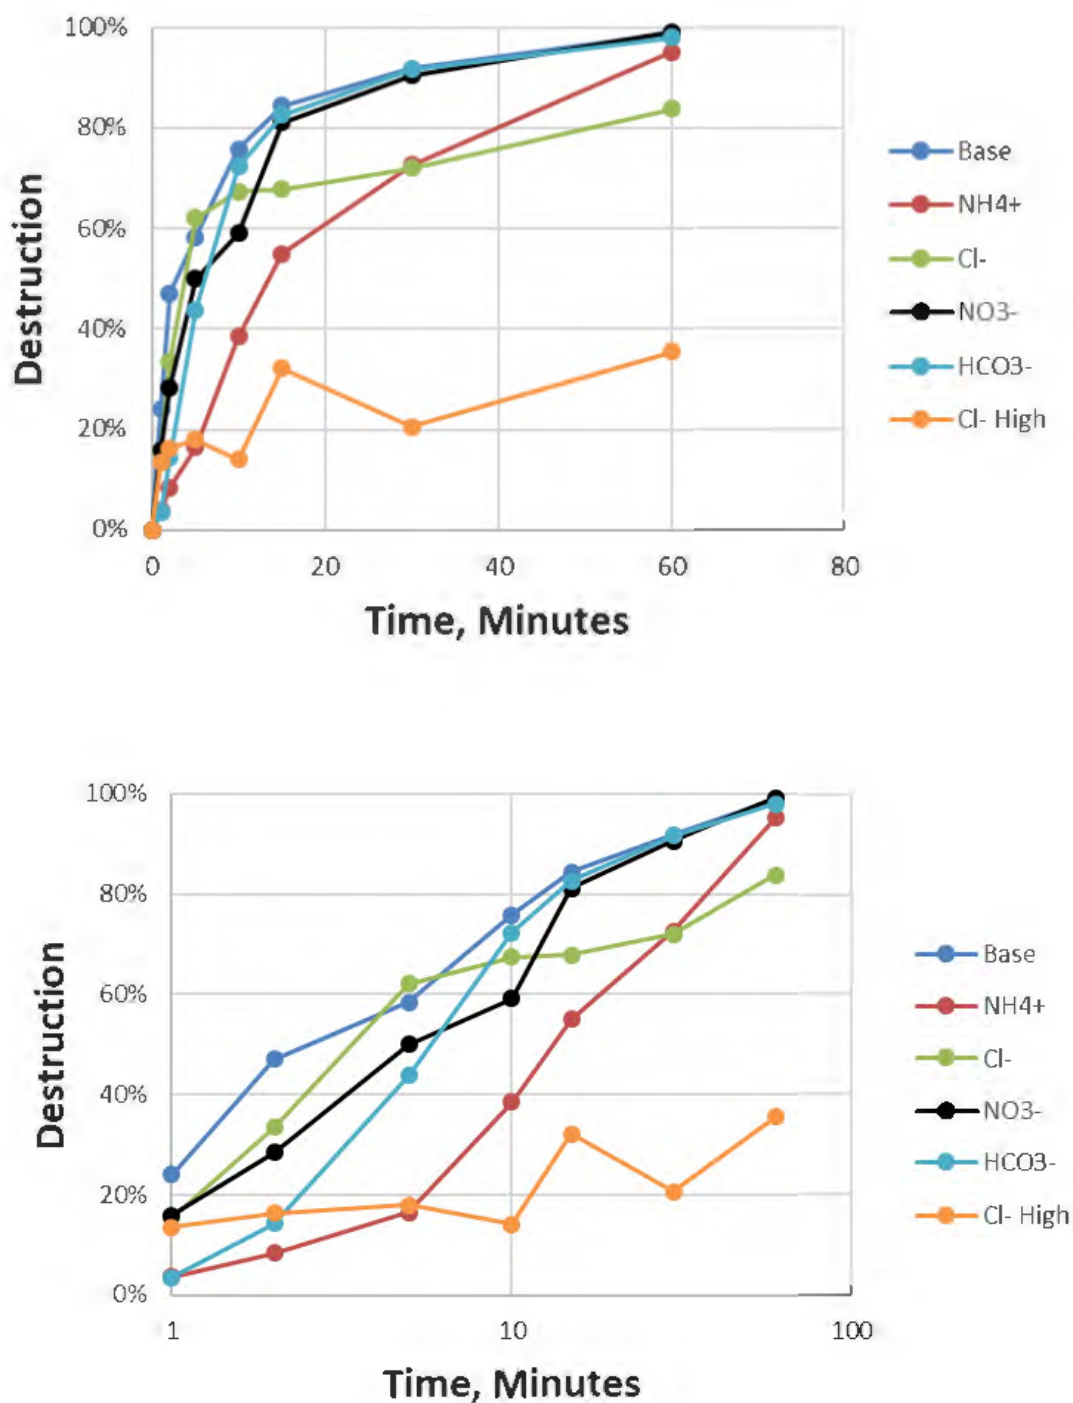 100%
80%
60%
40%
20%
0%
Destruction
0
20
40
60
80
Time, Minutes
Base
NH4+
Cl-
NO3-
HCO3-
Cl- High
100%
80%
60%
40%
20%
0%
Destruction
1
10
100
Time, Minutes
Base
NH4+
Cl-
NO3-
HCO3-
Cl- High